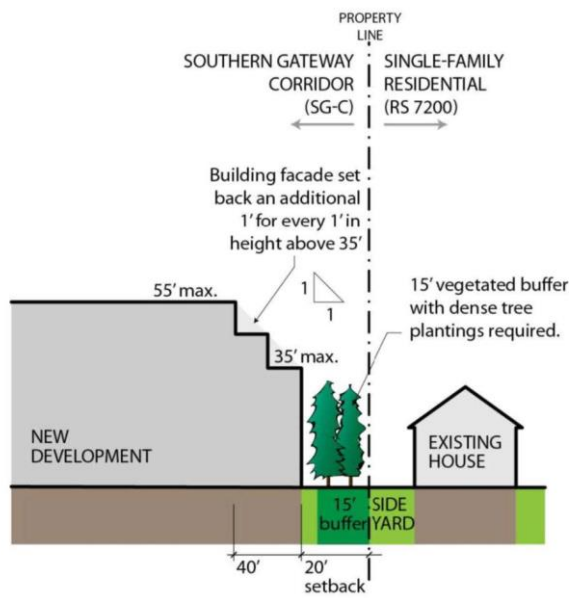 PROPERTY
LINE
SOUTHERN GATEWAY
CORRIDOR
(SG-C)
SINGLE-FAMILY
RESIDENTIAL
(RS 7200)
Building facade set
back an additional
1' for every 1' in
height above 35'
1
1
15' vegetated buffer
with dense tree
plantings required.
55' max.
35' max.
NEW
DEVELOPMENT
EXISTING
HOUSE
15'
buffer
SIDE
YARD
40'
20'
setback